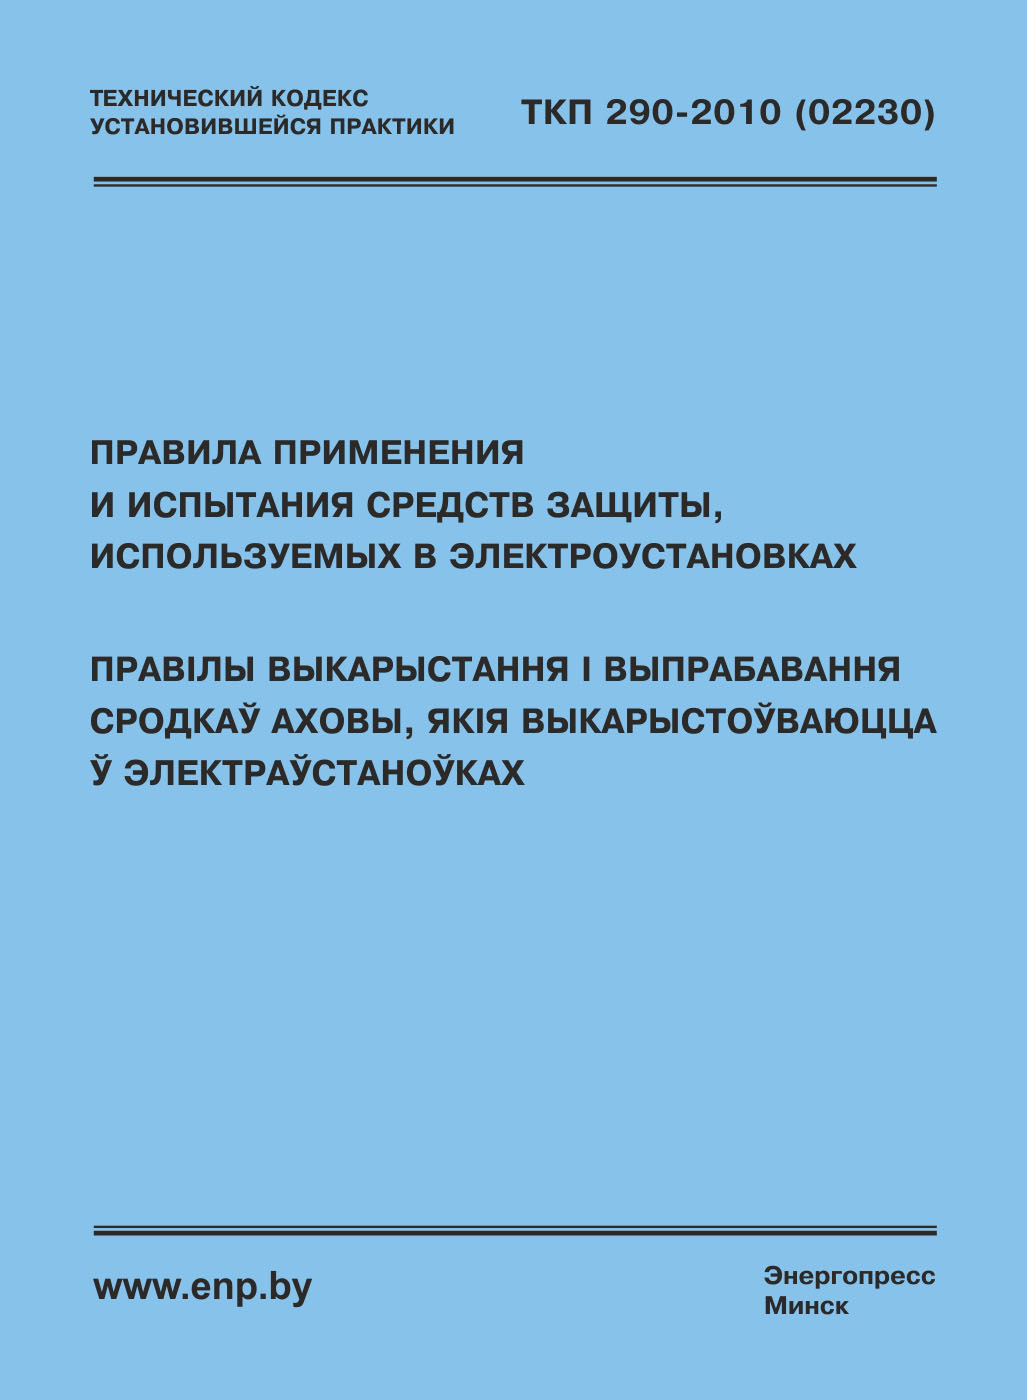 ТЕХНИЧЕСКИЙ КОДЕКС
УСТАНОВИВШЕЙСЯ ПРАКТИКИ
ТКП 290-2010 (02230)
ПРАВИЛА ПРИМЕНЕНИЯ
И ИСПЫТАНИЯ СРЕДСТВ ЗАЩИТЫ,
ИСПОЛЬЗУЕМЫХ В ЭЛЕКТРОУСТАНОВКАХ
ПРАВІЛЫ ВЫКАРЫСТАННЯ І ВЫПРАБАВАННЯ
СРОДКАЎ АХОВЫ, ЯКІЯ ВЫКАРЫСТОЎВАЮЦЦА
Ў ЭЛЕКТРАЎСТАНОЎКАХ
www.enp.by
Энергопресс
Минск